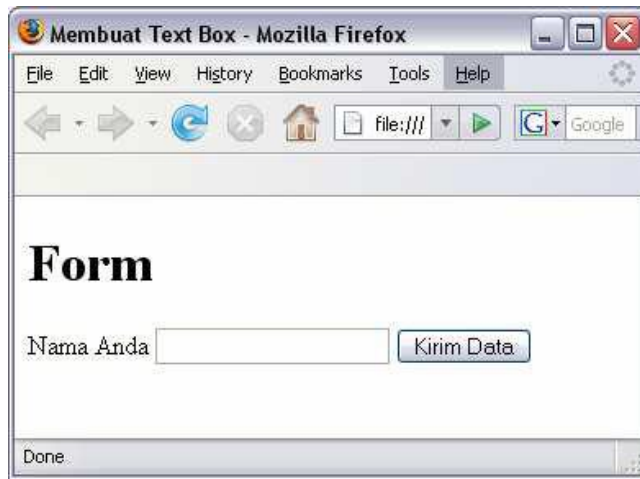 Membuat Text Box - Mozilla Firefox
File Edit View History Bookmarks Tools Help
file:/// G Google
Form
Nama Anda Kirim Data
Done